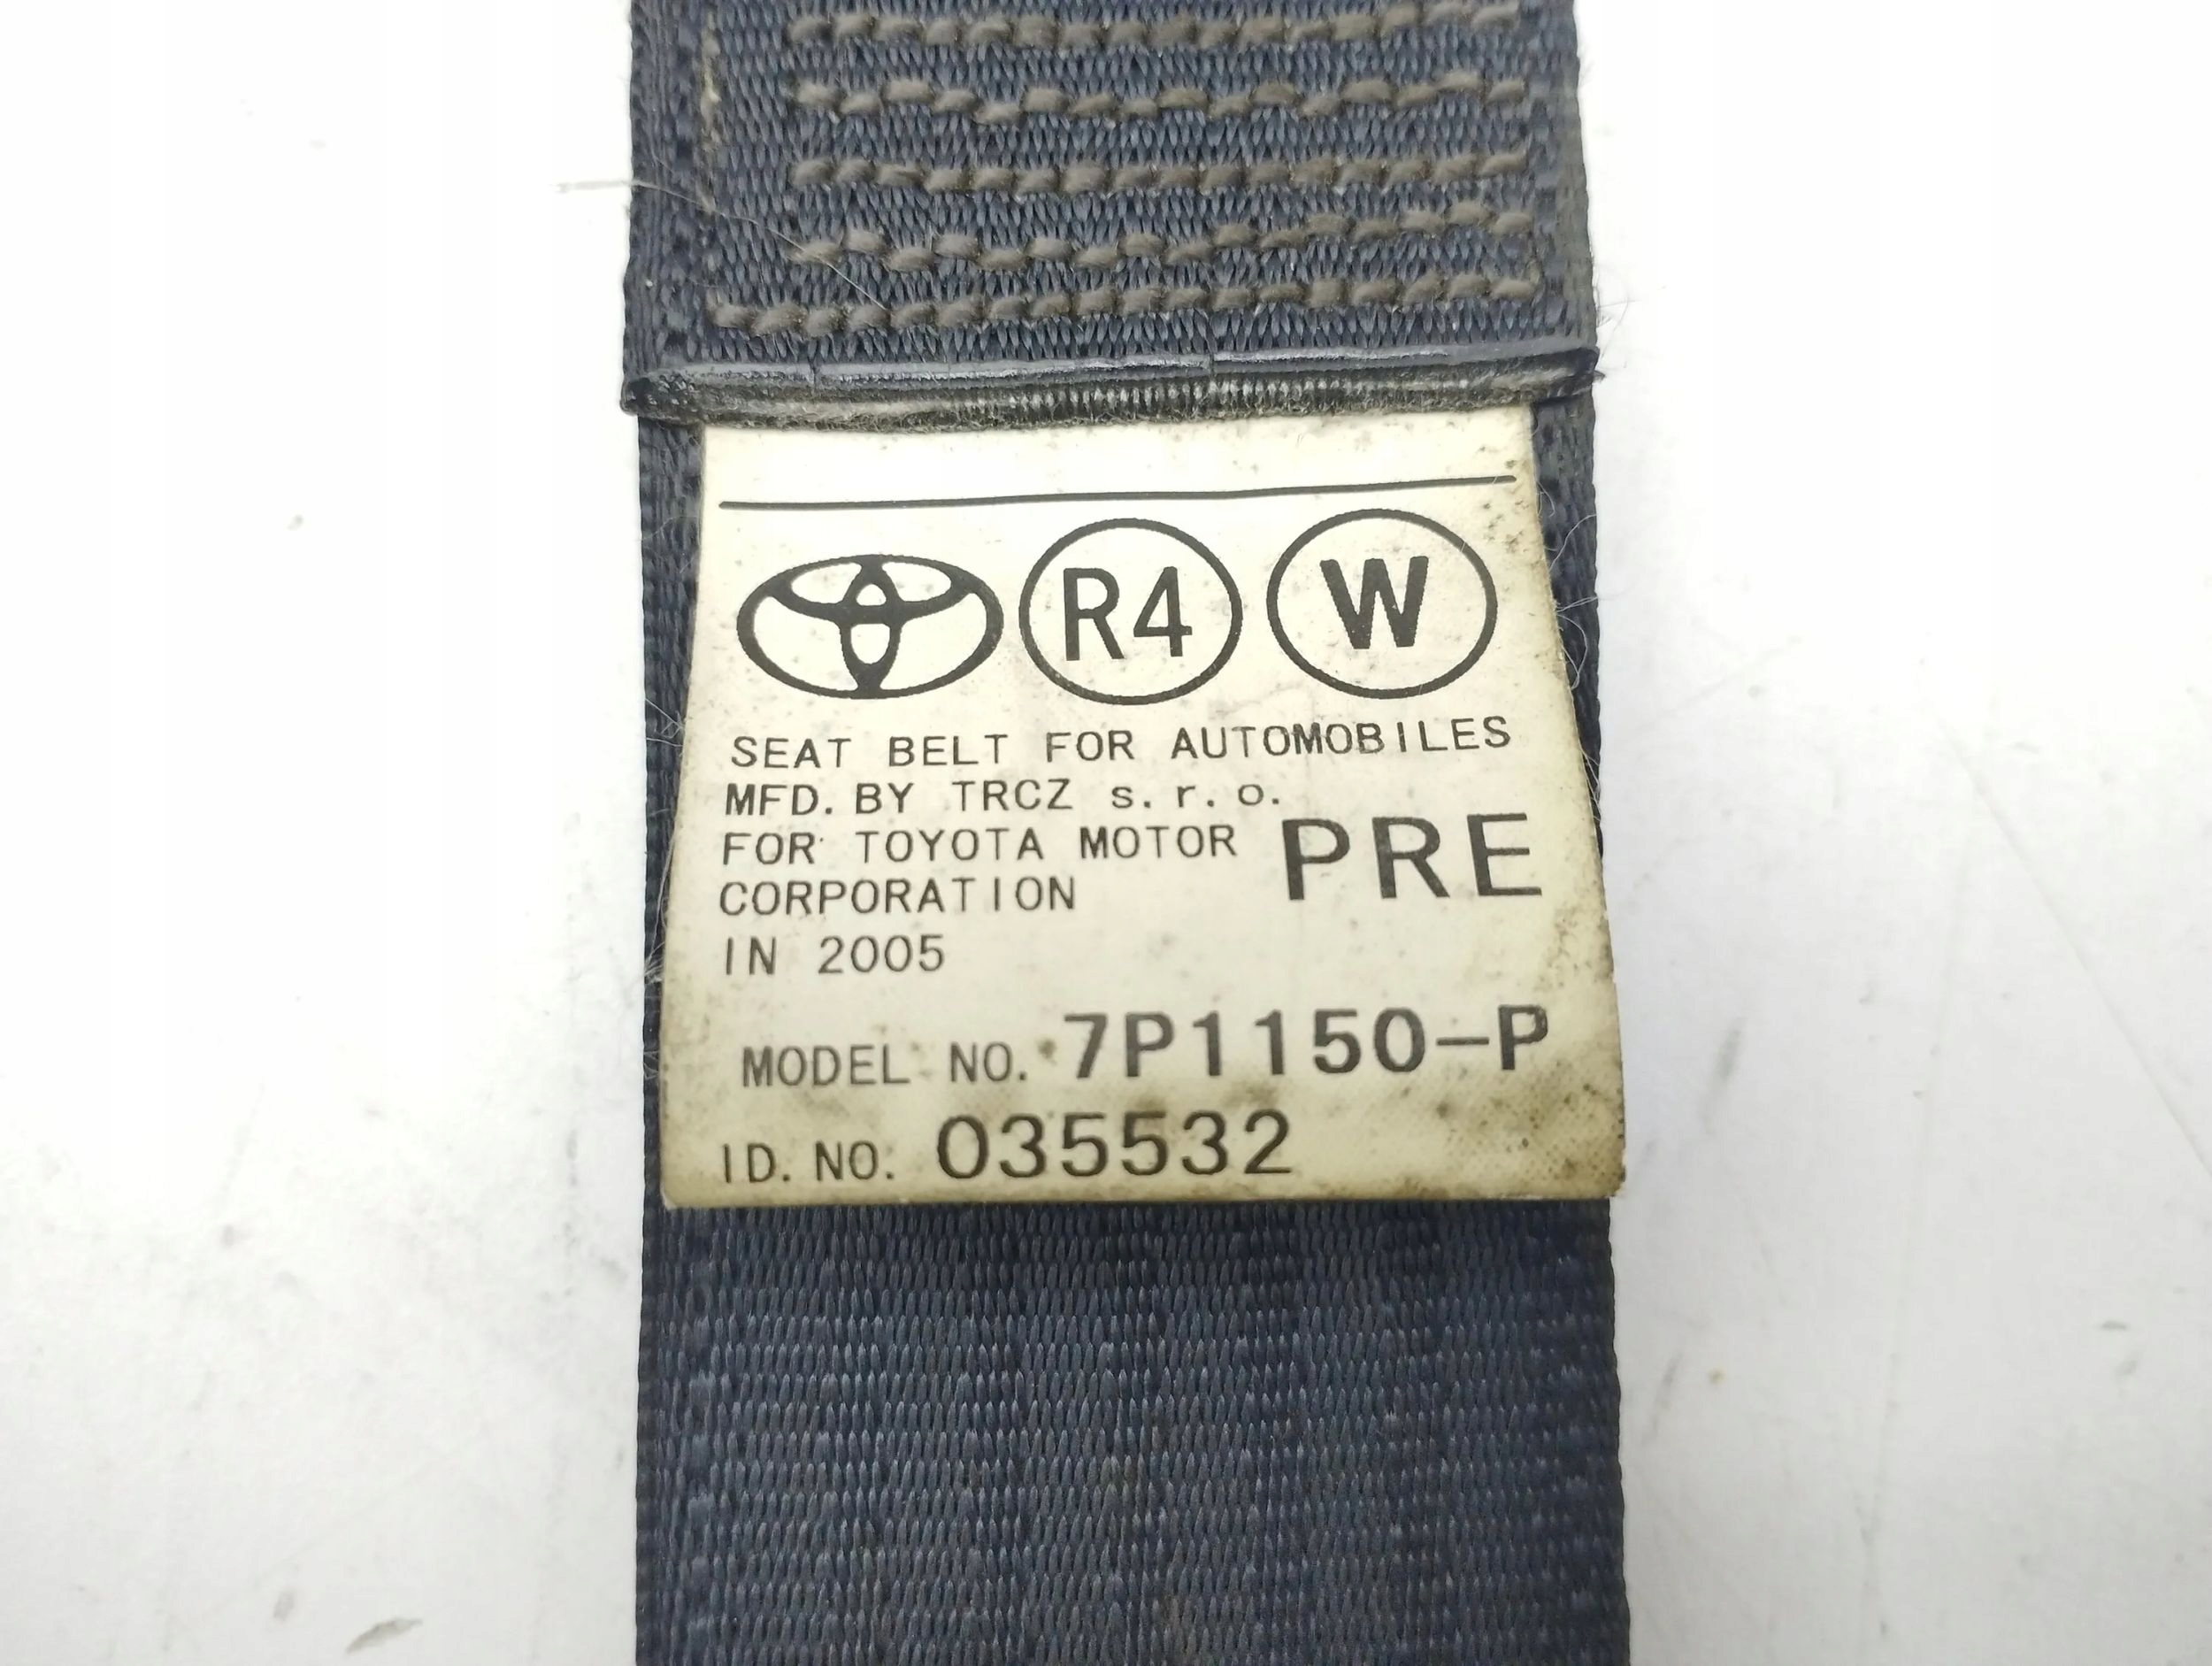 R4 W
SEAT BELT FOR AUTOMOBILES
MFD. BY TRCZ s.r.o.
FOR TOYOTA MOTOR PRE
CORPORATION
IN 2005
MODEL NO. 7P1150-P
ID. NO. 035532